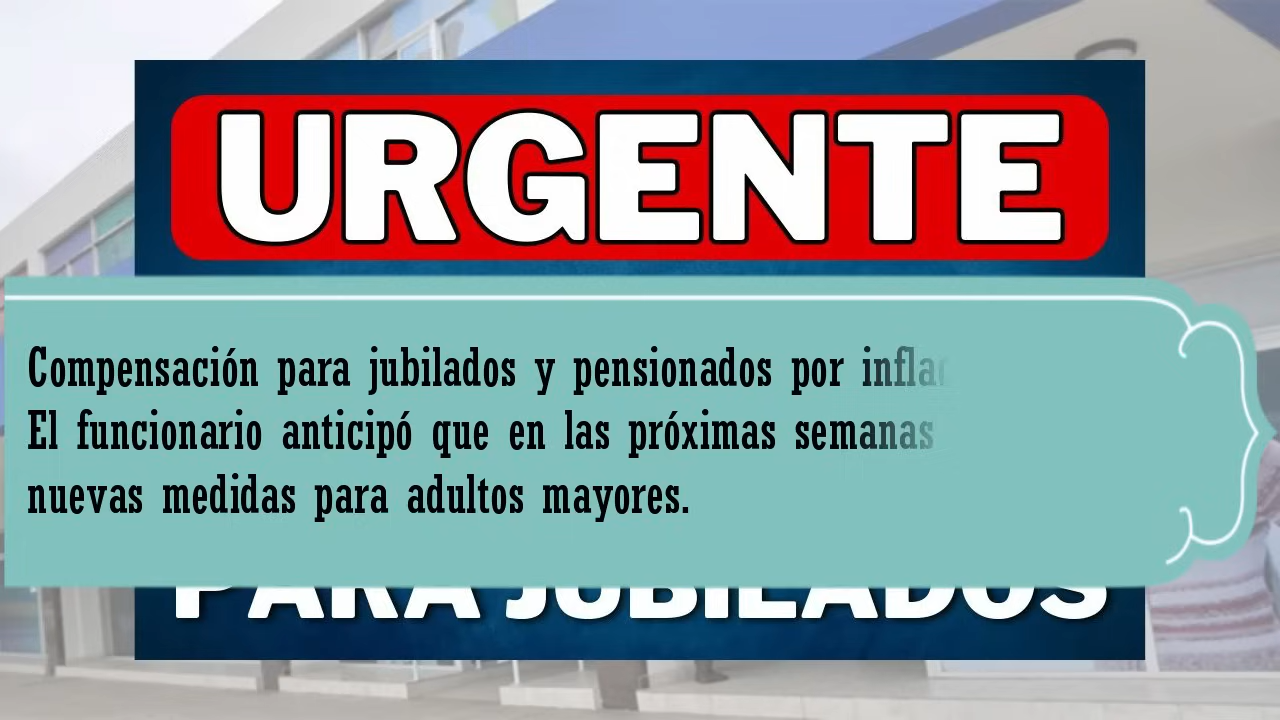 URGENTE
Compensación para jubilados y pensionados por
El funcionario anticipó que en las próximas semanas
nuevas medidas para adultos mayores.
PARA JUBILADOS